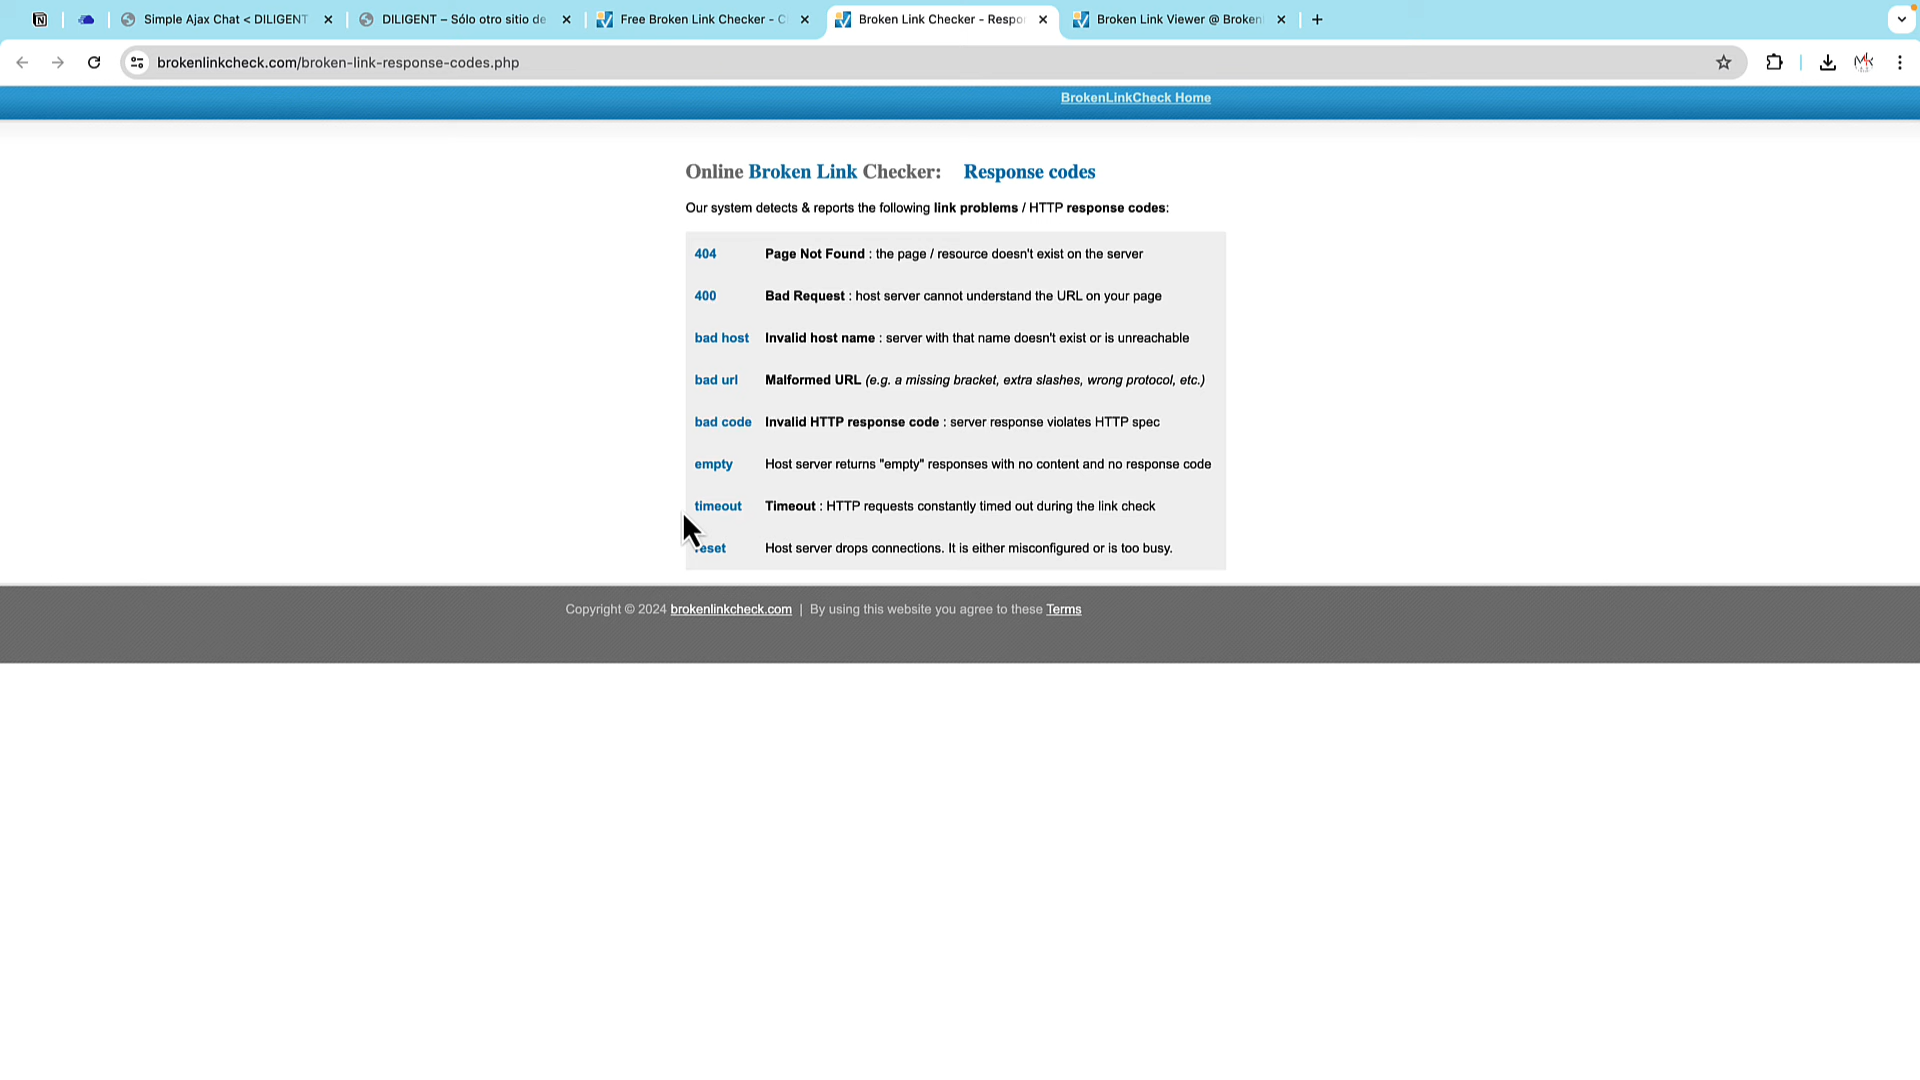 Simple Ajax Chat < DILIGENT
DILIGENT – Sólo otro sitio de
Free Broken Link Checker - C
Broken Link Checker - Respo
Broken Link Viewer @ Broken
brokenlinkcheck.com/broken-link-response-codes.php
BrokenLinkCheck Home
Online Broken Link Checker: Response codes
Our system detects & reports the following link problems / HTTP response codes:
404 Page Not Found : the page / resource doesn't exist on the server
400 Bad Request : host server cannot understand the URL on your page
bad host Invalid host name : server with that name doesn't exist or is unreachable
bad url Malformed URL (e.g. a missing bracket, extra slashes, wrong protocol, etc.)
bad code Invalid HTTP response code : server response violates HTTP spec
empty Host server returns "empty" responses with no content and no response code
timeout Timeout : HTTP requests constantly timed out during the link check
reset Host server drops connections. It is either misconfigured or is too busy.
Copyright © 2024 brokenlinkcheck.com | By using this website you agree to these Terms